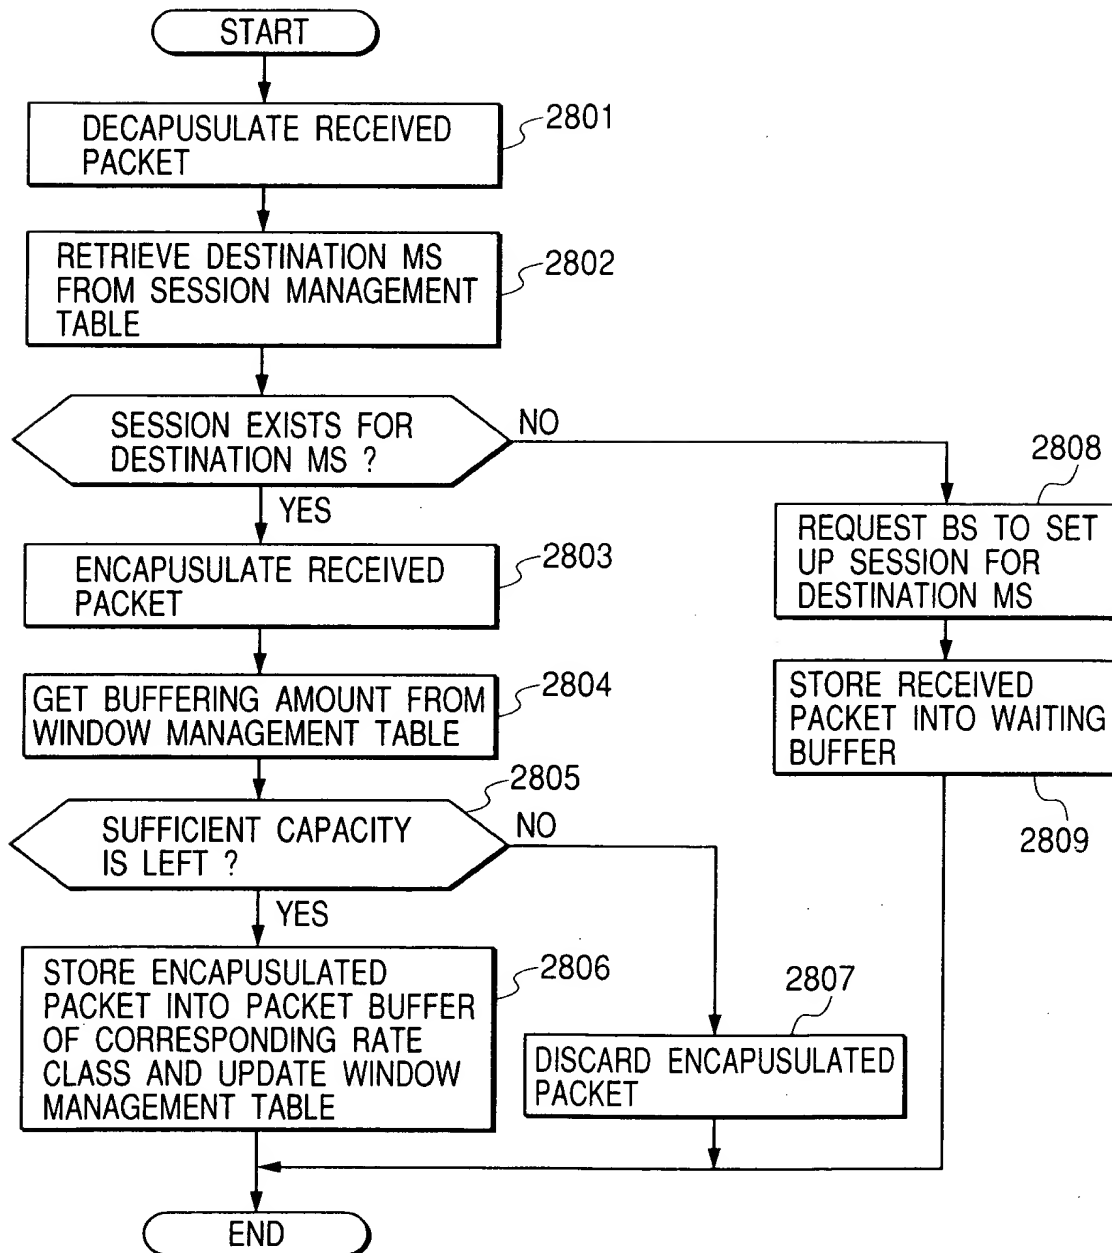 START
DECAPUSULATE RECEIVED
PACKET
2801
RETRIEVE DESTINATION MS
FROM SESSION MANAGEMENT
TABLE
2802
SESSION EXISTS FOR
DESTINATION MS ?
NO
YES
ENCAPUSULATE RECEIVED
PACKET
2803
GET BUFFERING AMOUNT FROM
WINDOW MANAGEMENT TABLE
2804
SUFFICIENT CAPACITY
IS LEFT ?
2805
NO
YES
STORE ENCAPUSULATED
PACKET INTO PACKET BUFFER
OF CORRESPONDING RATE
CLASS AND UPDATE WINDOW
MANAGEMENT TABLE
2806
2807
DISCARD ENCAPUSULATED
PACKET
2808
REQUEST BS TO SET
UP SESSION FOR
DESTINATION MS
STORE RECEIVED
PACKET INTO WAITING
BUFFER
2809
END